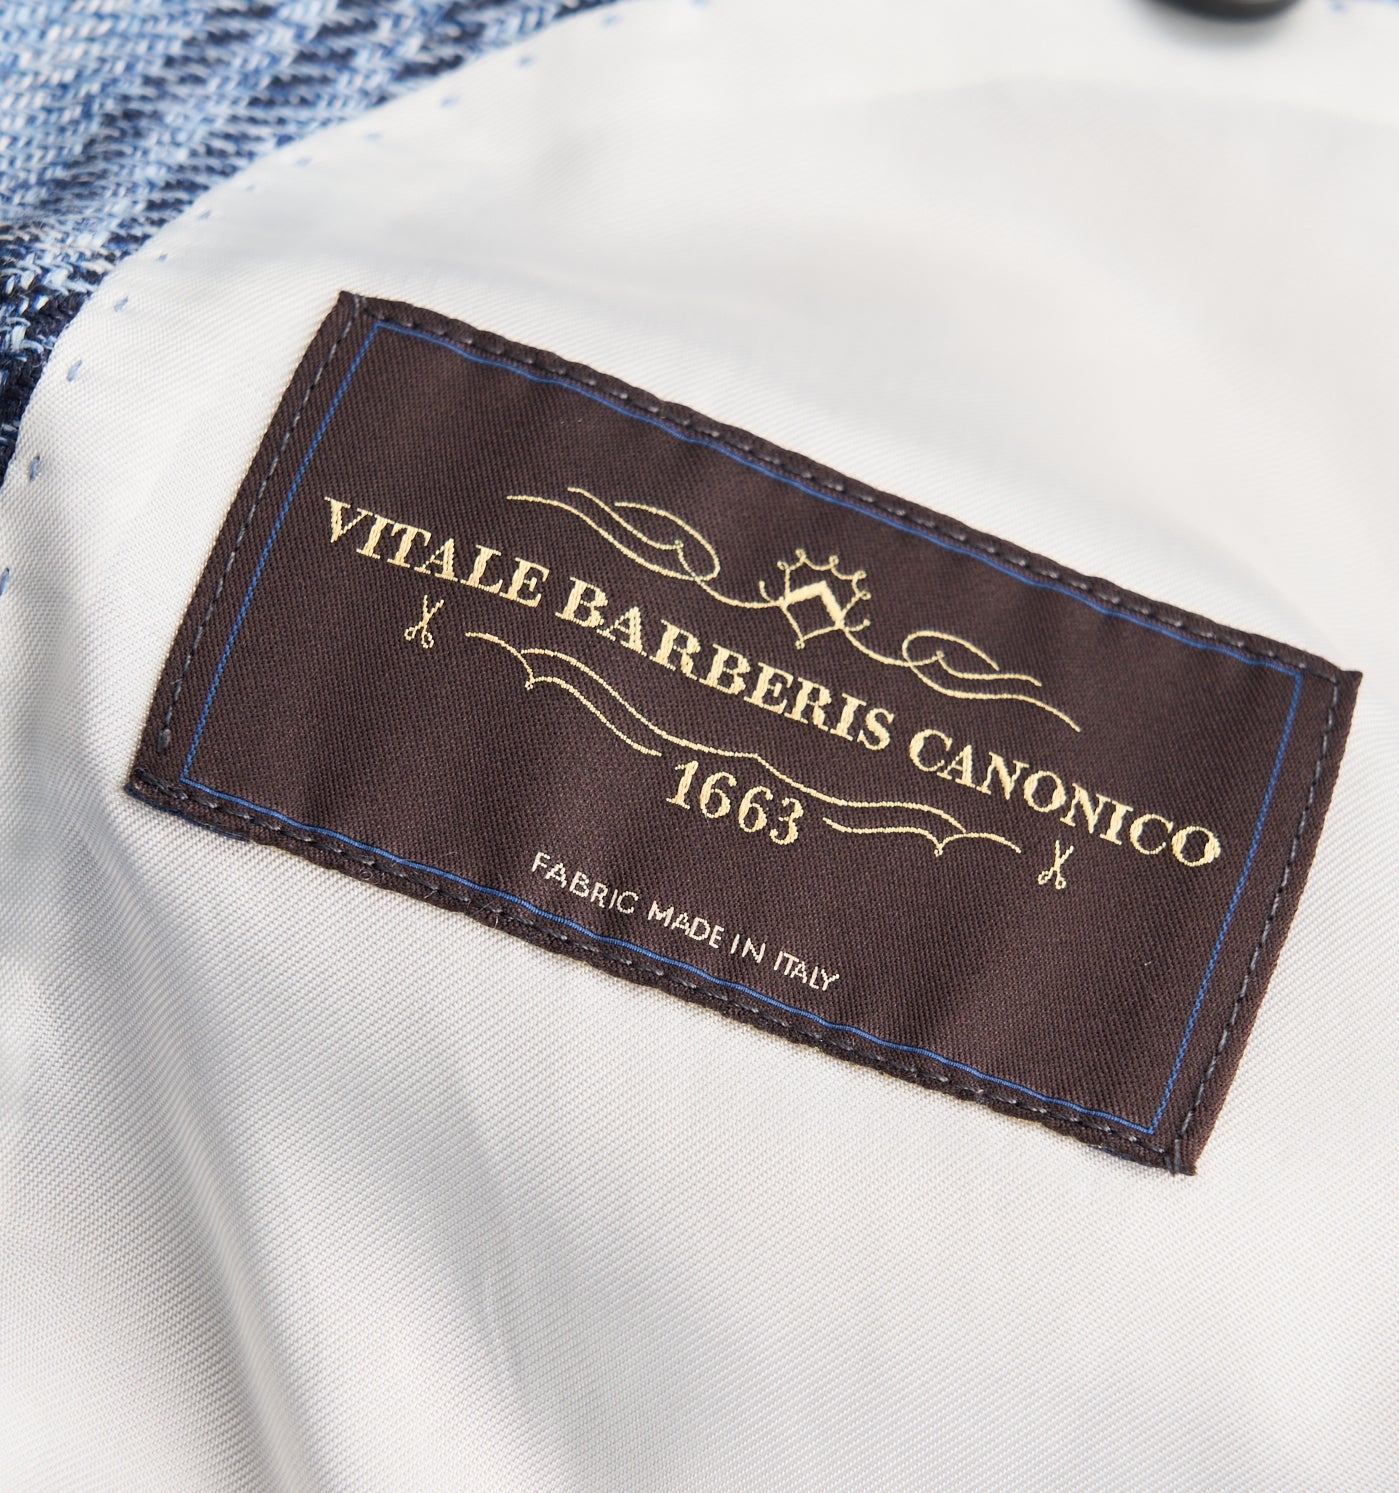 VITALE BARBERIS CANONICO
1663
FABRIC MADE IN ITALY